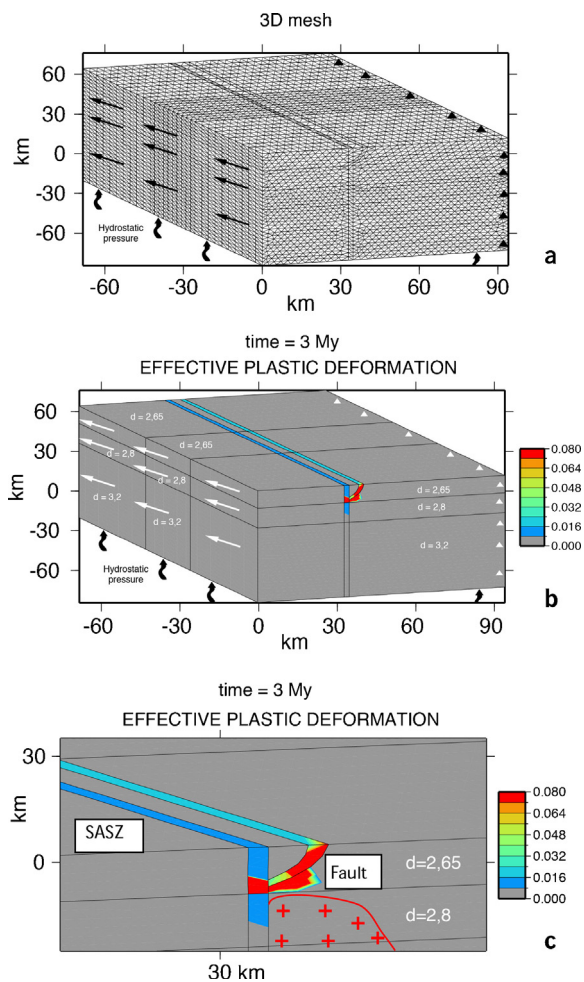 3D mesh
60
30
0
-30
-60
km
Hydrostatic
pressure
-60 -30 0 30 60 90
km
a
time = 3 My
EFFECTIVE PLASTIC DEFORMATION
60
30
0
-30
-60
km
d = 2,65
d = 2,65
d = 2,8
d = 2,8
d = 3,2
d = 3,2
d = 2,65
d = 2,8
d = 3,2
Hydrostatic
pressure
-60 -30 0 30 60 90
km
0.080
0.064
0.048
0.032
0.016
0.000
b
time = 3 My
EFFECTIVE PLASTIC DEFORMATION
30
0
km
SASZ
Fault
d=2,65
d=2,8
30 km
0.080
0.064
0.048
0.032
0.016
0.000
c